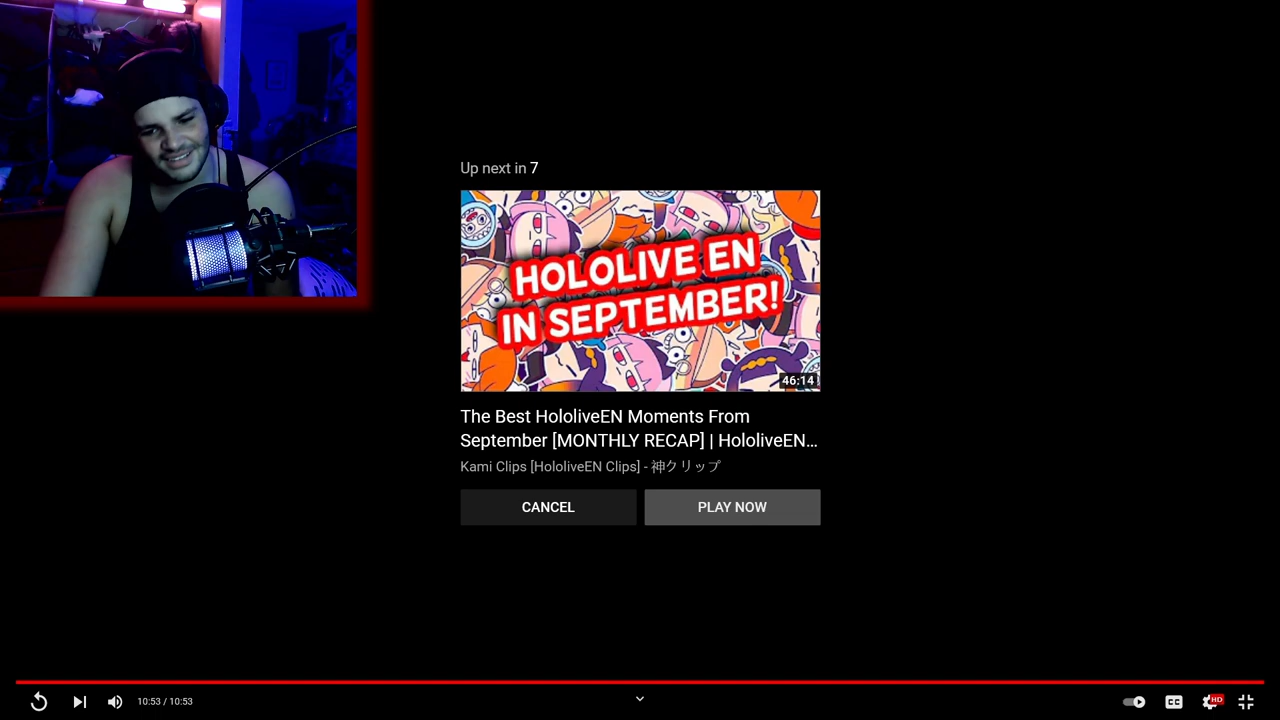 Up next in 7
HOLOLIVE EN
IN SEPTEMBER!
46:14
The Best HololiveEN Moments From
September [MONTHLY RECAP] | HololiveEN…
Kami Clips [HololiveEN Clips] - 神クリップ
CANCEL
PLAY NOW
10:53 / 10:53
CC
HD